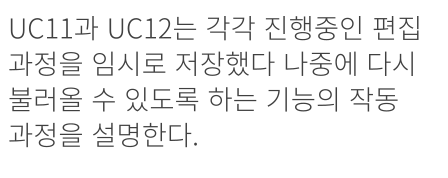 UC11과 UC12는 각각 진행중인 편집
과정을 임시로 저장했다 나중에 다시
불러올 수 있도록 하는 기능의 작동
과정을 설명한다.